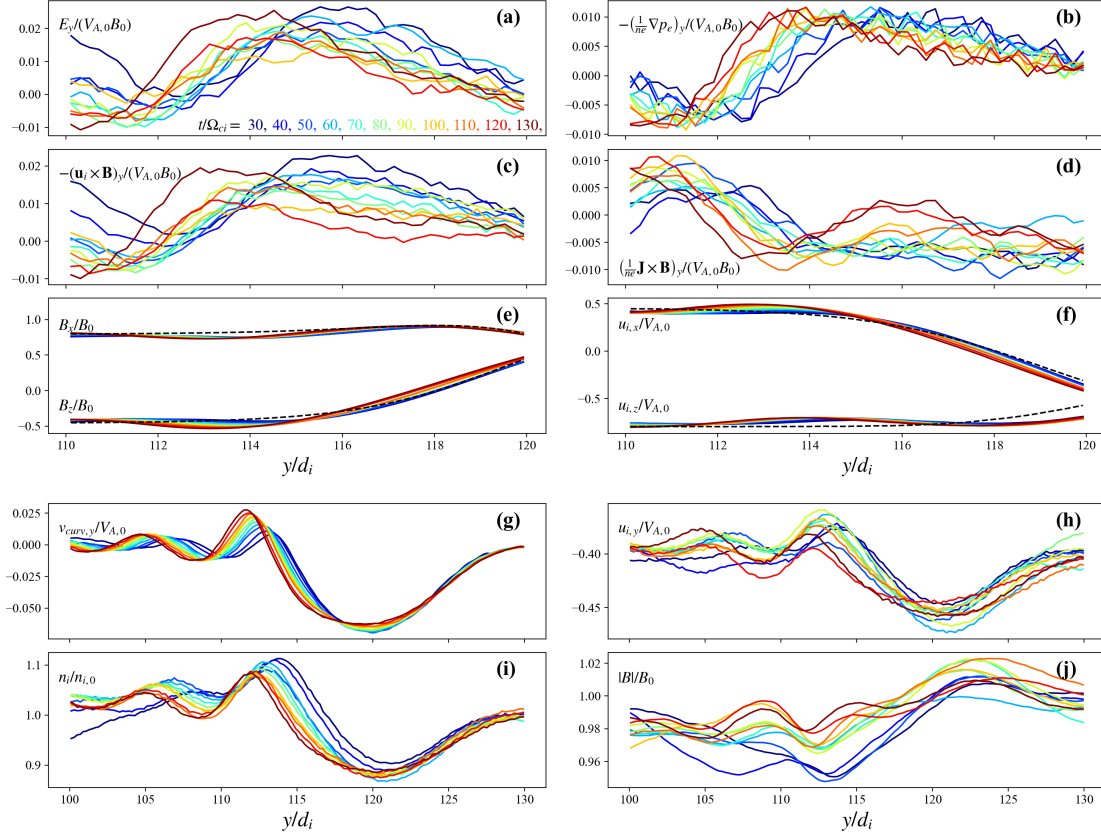 (a)
E_y/(V_{A,0}B_0)
0.02
0.01
0.00
−0.01
t/Ω_{ci} = 30, 40, 50, 60, 70, 80, 90, 100, 110, 120, 130,
(b)
−(1/ne ∇p_e)_y/(V_{A,0}B_0)
0.010
0.005
0.000
−0.005
−0.010
(c)
−(u_i × B)_y/(V_{A,0}B_0)
0.02
0.01
0.00
−0.01
(d)
(1/ne J × B)_y/(V_{A,0}B_0)
0.010
0.005
0.000
−0.005
−0.010
(e)
B_x/B_0
B_z/B_0
1.0
0.5
0.0
−0.5
110 112 114 116 118 120
y/d_i
(f)
u_{i,x}/V_{A,0}
u_{i,z}/V_{A,0}
0.5
0.0
−0.5
110 112 114 116 118 120
y/d_i
(g)
v_{curv,y}/V_{A,0}
0.025
0.000
−0.025
−0.050
(h)
u_{i,y}/V_{A,0}
−0.40
−0.45
(i)
n_i/n_{i,0}
1.1
1.0
0.9
100 105 110 115 120 125 130
y/d_i
(j)
|B|/B_0
1.02
1.00
0.98
0.96
100 105 110 115 120 125 130
y/d_i